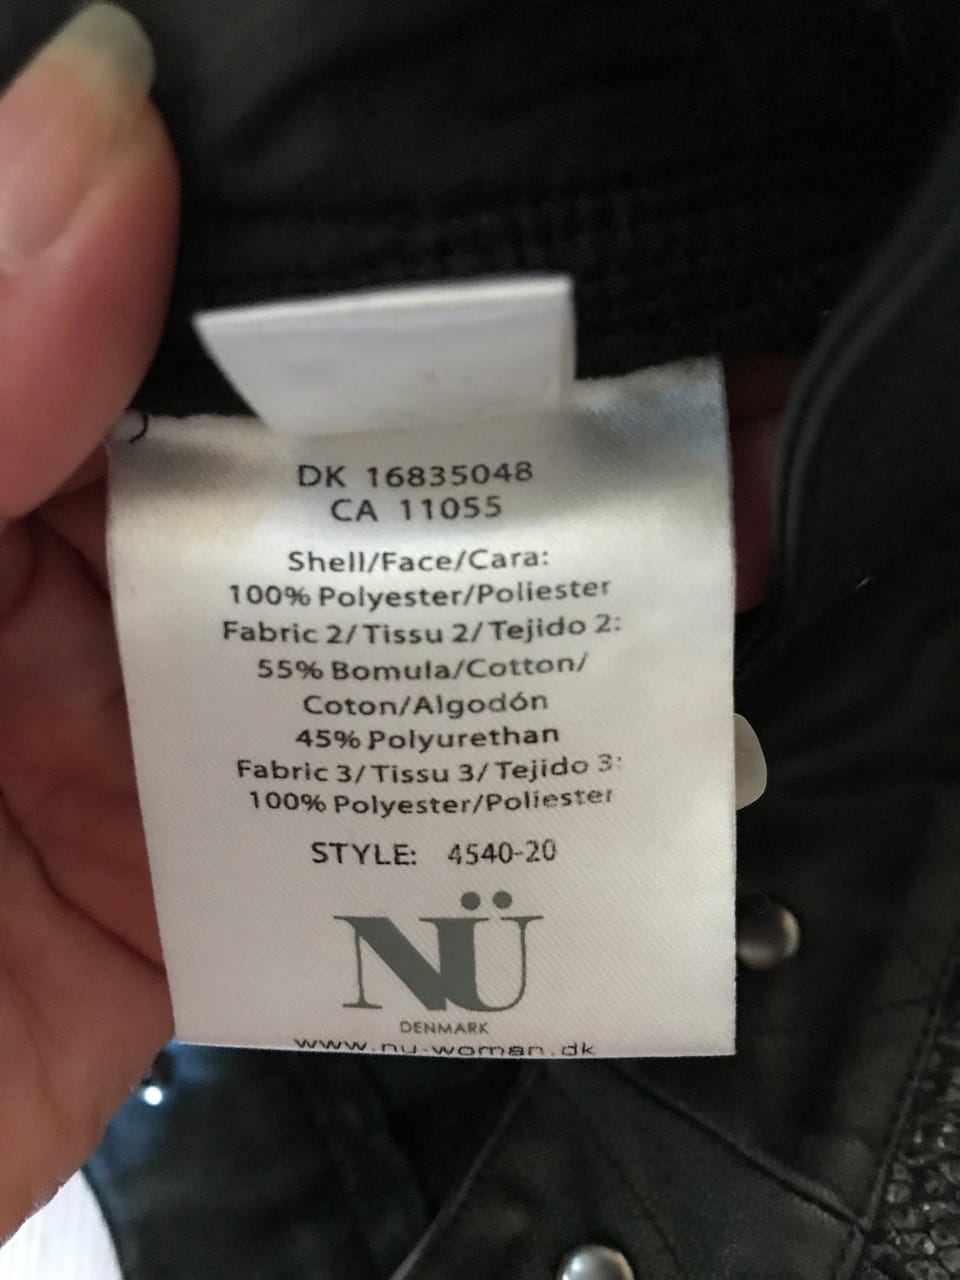 DK 16835048
CA 11055
Shell/Face/Cara:
100% Polyester/Poliester
Fabric 2/Tissu 2/Tejido 2:
55% Bomula/Cotton/
Coton/Algodón
45% Polyurethan
Fabric 3/Tissu 3/Tejido 3:
100% Polyester/Poliester
STYLE: 4540-20
NÜ
DENMARK
www.nu-woman.dk